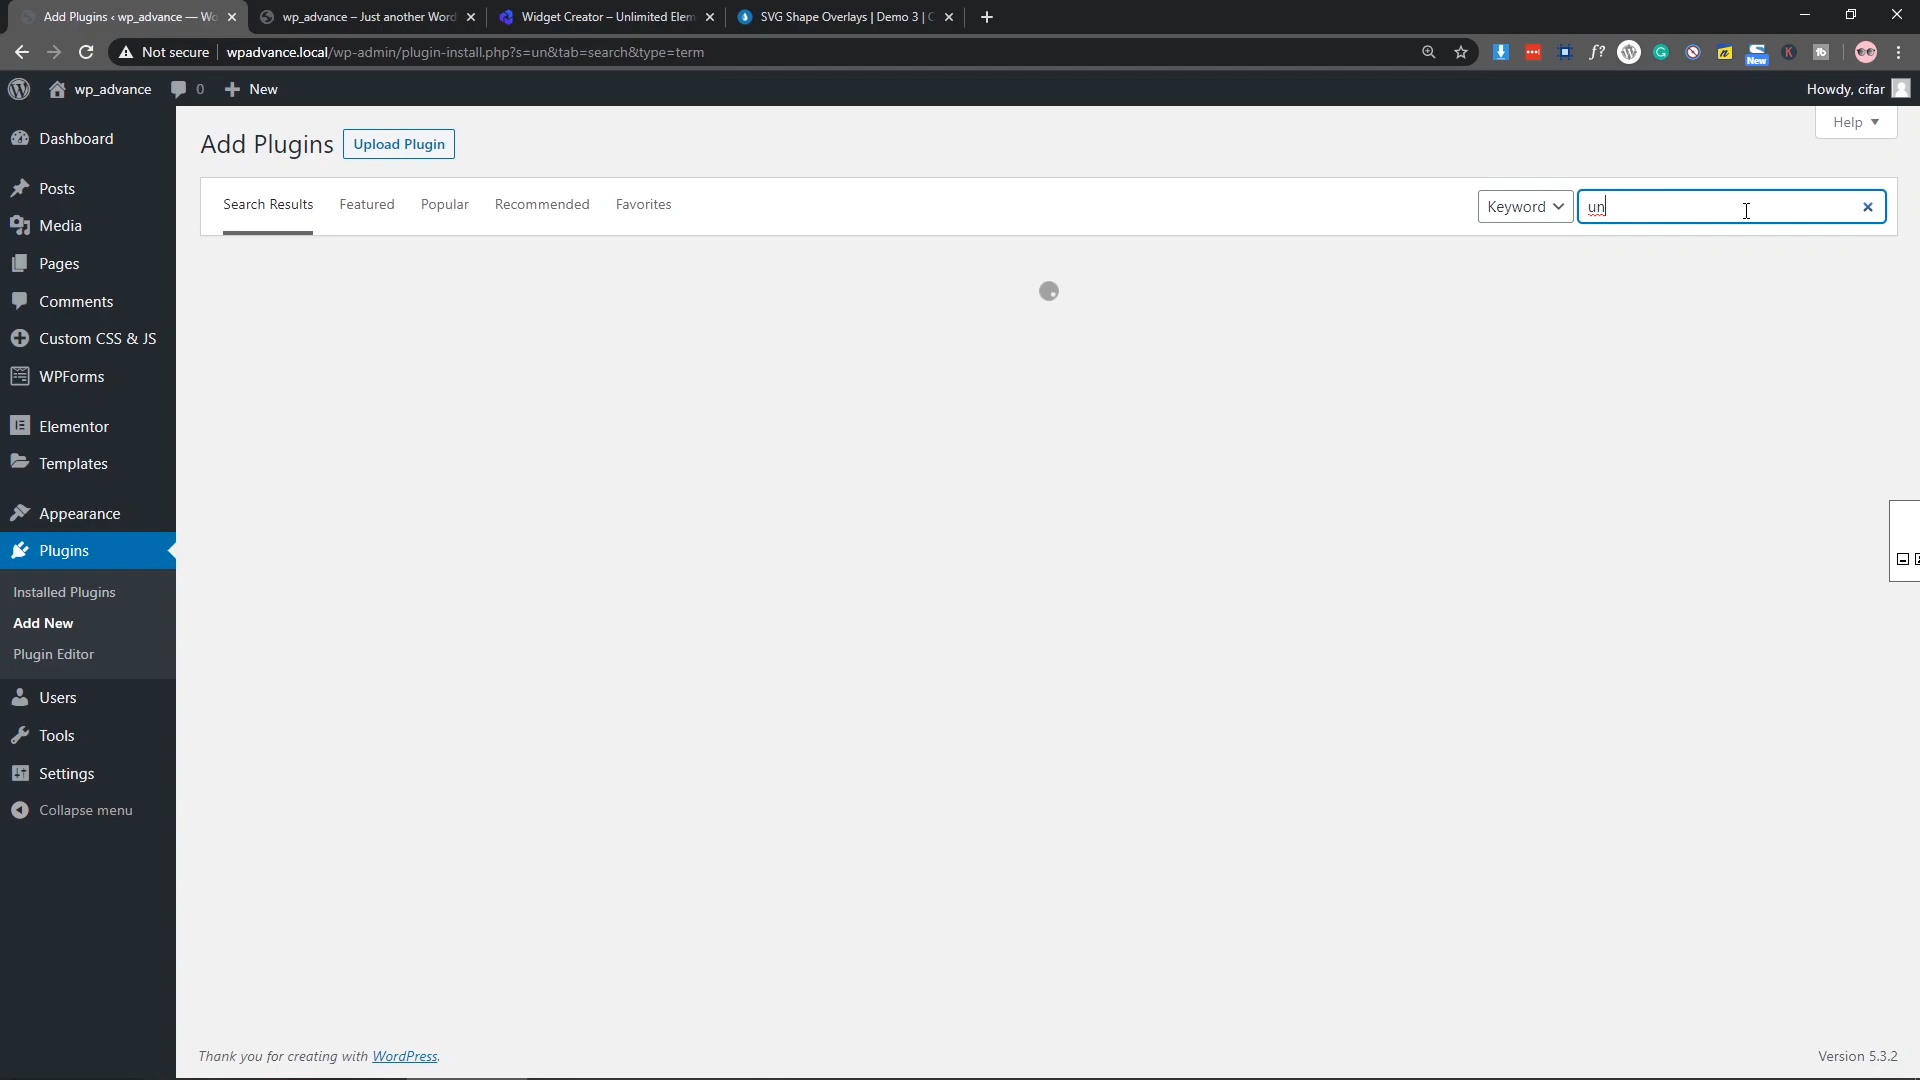 Add Plugins ‹ wp_advance — Wo
wp_advance – Just another Word
Widget Creator – Unlimited Elem
SVG Shape Overlays | Demo 3 | C
Not secure
wpadvance.local/wp-admin/plugin-install.php?s=un&tab=search&type=term
New
wp_advance
0
New
Howdy, cifar
Dashboard
Posts
Media
Pages
Comments
Custom CSS & JS
WPForms
Elementor
Templates
Appearance
Plugins
Installed Plugins
Add New
Plugin Editor
Users
Tools
Settings
Collapse menu
Help
Add Plugins
Upload Plugin
Search Results
Featured
Popular
Recommended
Favorites
Keyword
un
Thank you for creating with WordPress.
Version 5.3.2